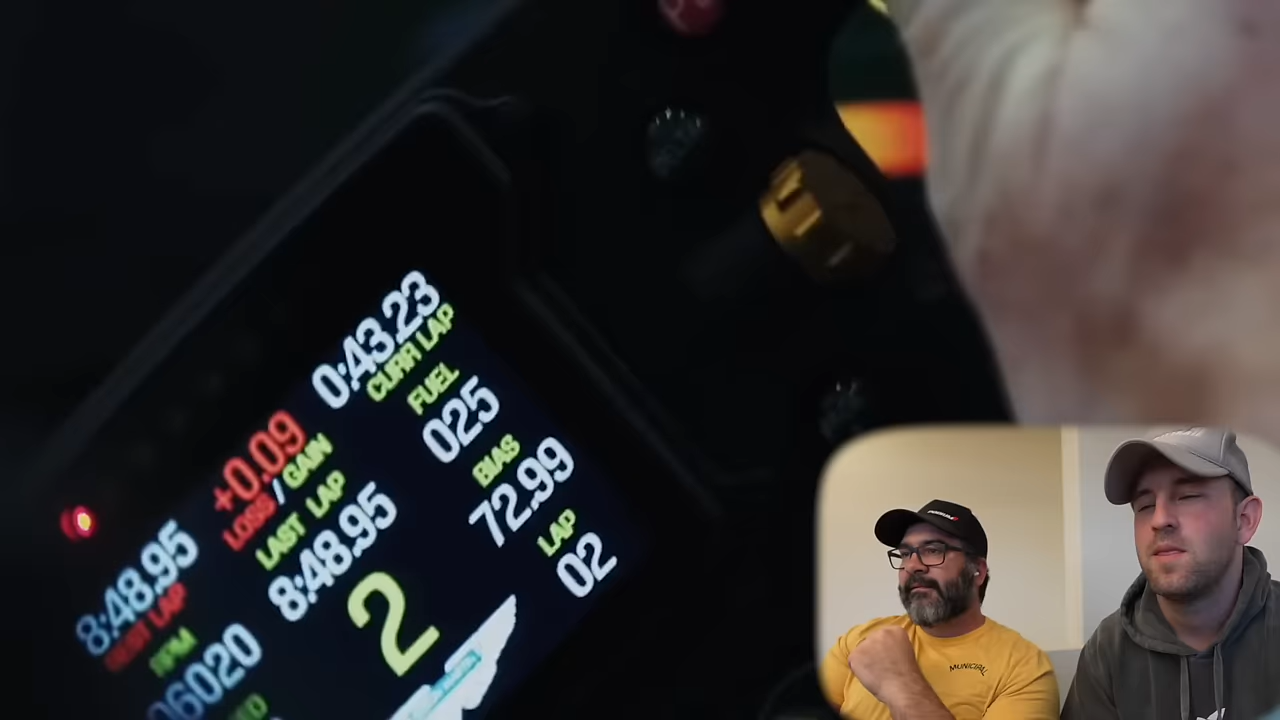 0:43.23
CURR LAP
+0.09
LOSS / GAIN
FUEL
025
8:48.95
BEST LAP
LAST LAP
8:48.95
BIAS
72.99
RPM
06020
2
LAP
02
MUNICIPAL